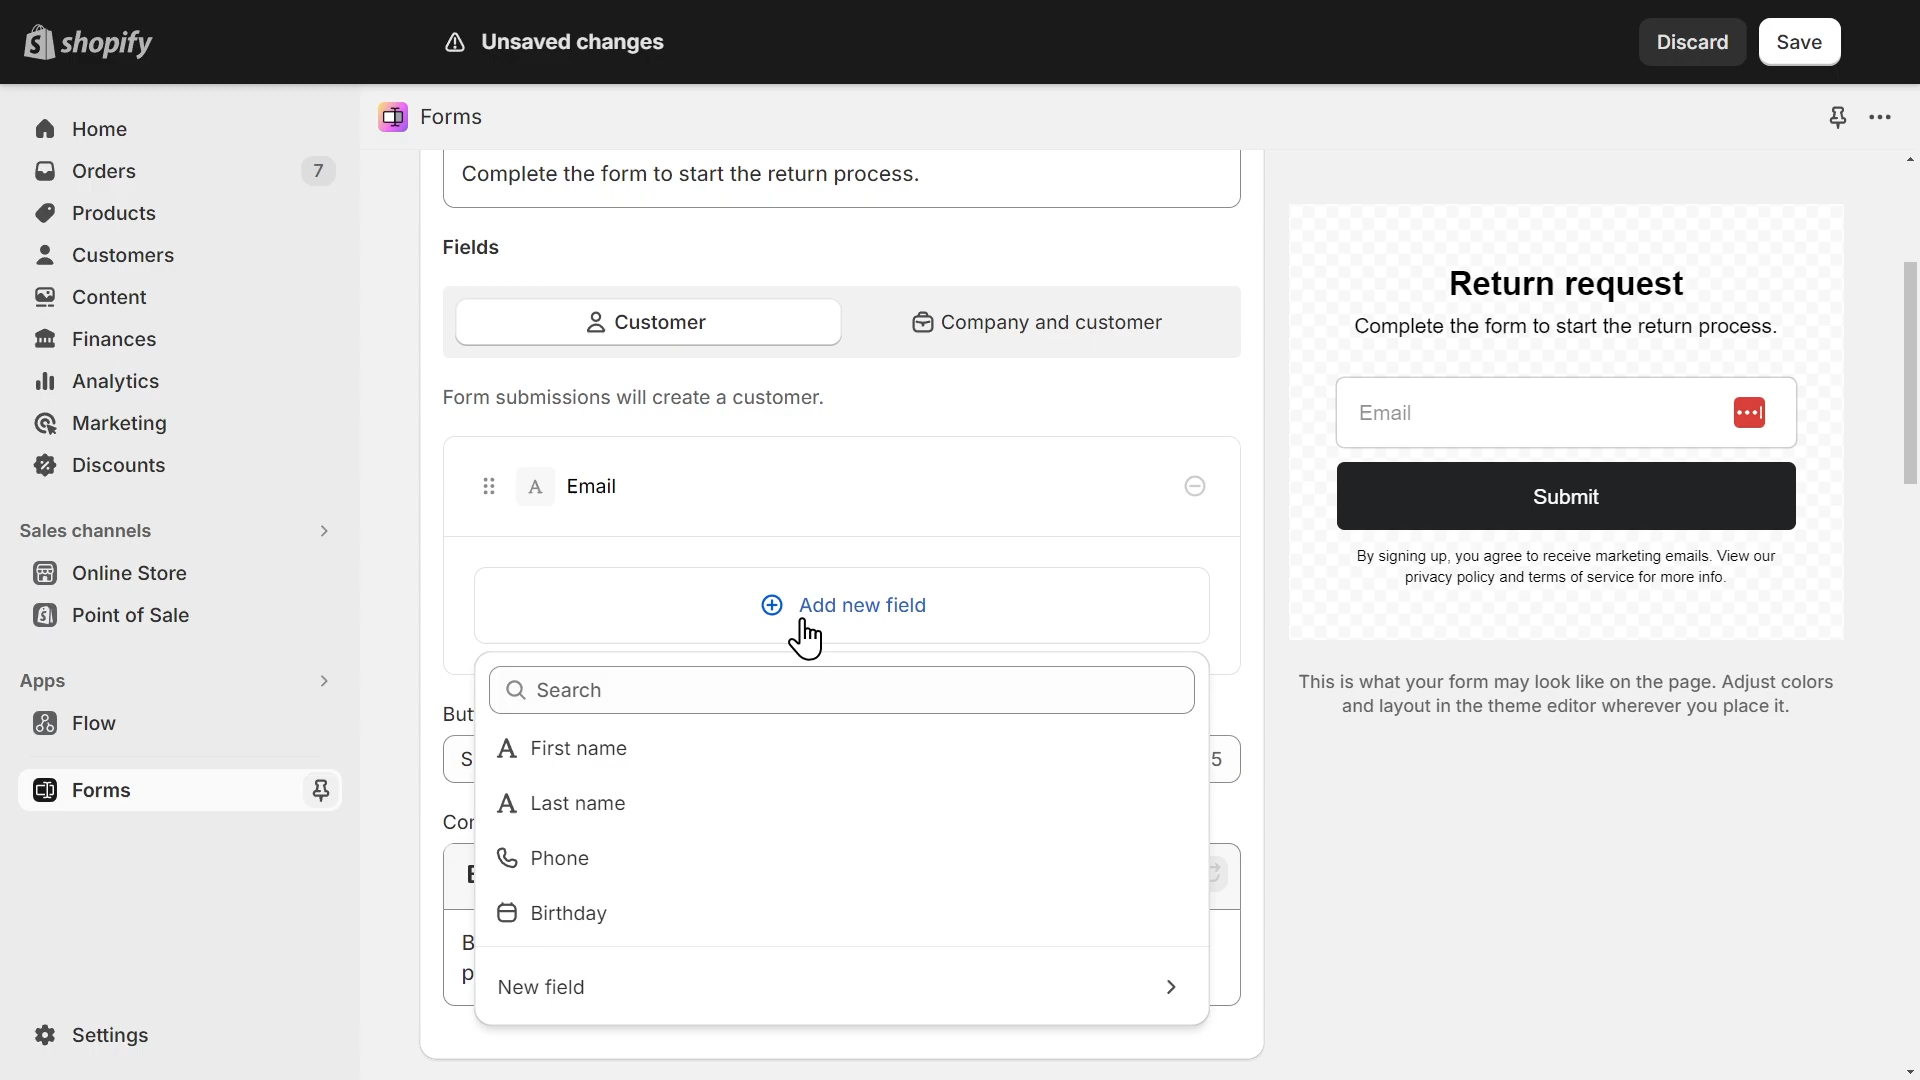 shopify
Unsaved changes
Discard
Save
Home
Orders
7
Products
Customers
Content
Finances
Analytics
Marketing
Discounts
Sales channels
Online Store
Point of Sale
Apps
Flow
Forms
Settings
Forms
Complete the form to start the return process.
Fields
Customer
Company and customer
Form submissions will create a customer.
A Email
Add new field
Search
A First name
A Last name
Phone
Birthday
New field
But
S
5
Con
B
B
p
Return request
Complete the form to start the return process.
Email
Submit
By signing up, you agree to receive marketing emails. View our
privacy policy and terms of service for more info.
This is what your form may look like on the page. Adjust colors
and layout in the theme editor wherever you place it.